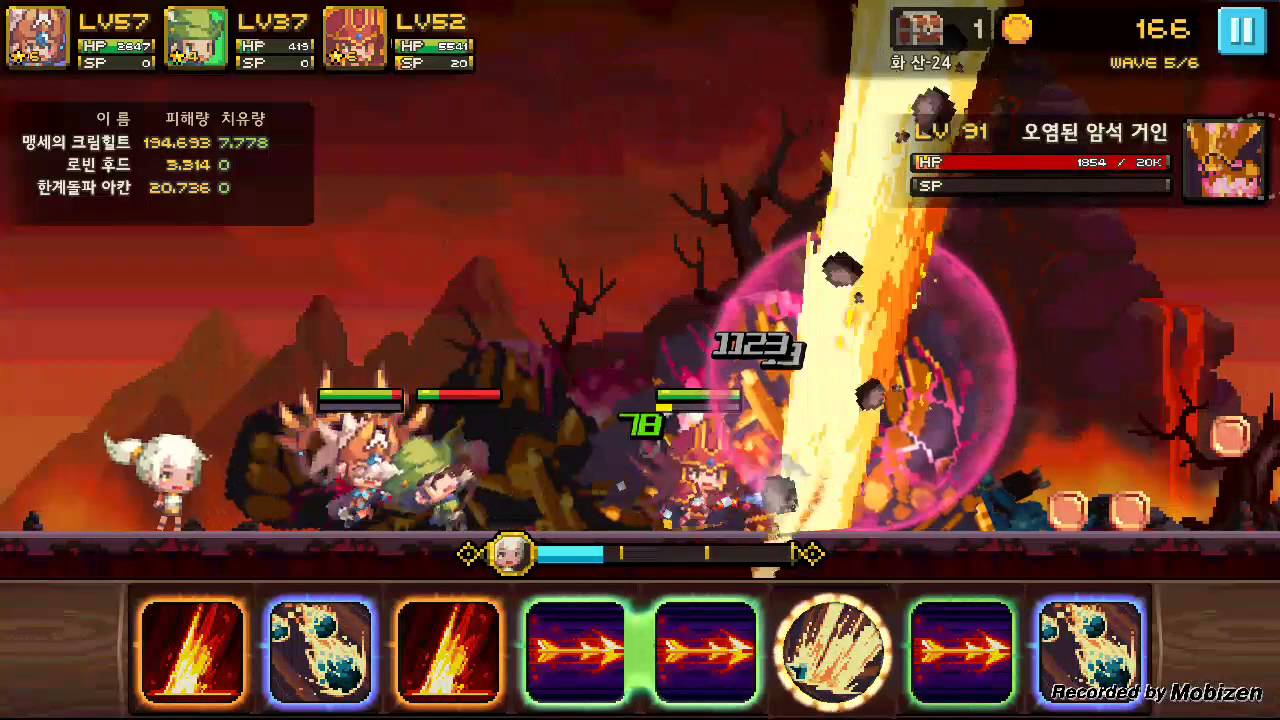 LV57 LV37 LV52
HP 2647 HP 419 HP 5541
SP 0 SP 0 SP 20
1 166
화 산-24 WAVE 5/6
이 름 피해량 치유량
맹세의 크림힐트 194.693 7.778
로빈 후드 3.314 0
한계돌파 아칸 20.736 0
LV 91 오염된 암석 거인
HP 1854 / 20K
SP
1123
78
Recorded by Mobizen